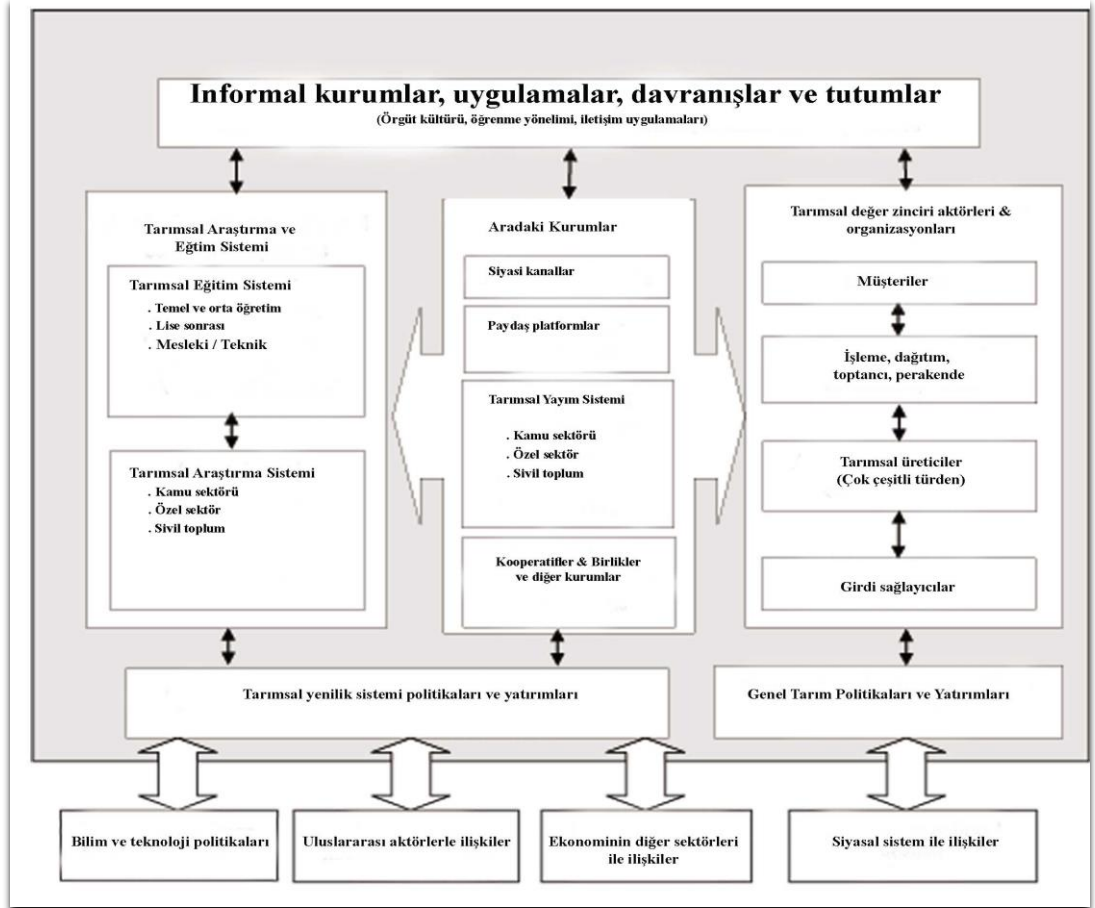 Informal kurumlar, uygulamalar, davranışlar ve tutumlar
(Örgüt kültürü, öğrenme yönelimi, iletişim uygulamaları)
Tarımsal Araştırma ve
Eğtim Sistemi
Tarımsal Eğitim Sistemi
. Temel ve orta öğretim
. Lise sonrası
. Mesleki / Teknik
Tarımsal Araştırma Sistemi
. Kamu sektörü
. Özel sektör
. Sivil toplum
Aradaki Kurumlar
Siyasi kanallar
Paydaş platformlar
Tarımsal Yayım Sistemi
. Kamu sektörü
. Özel sektör
. Sivil toplum
Kooperatifler & Birlikler
ve diğer kurumlar
Tarımsal değer zinciri aktörleri &
organizasyonları
Müşteriler
İşleme, dağıtım,
toptancı, perakende
Tarımsal üreticiler
(Çok çeşitli türden)
Girdi sağlayıcılar
Tarımsal yenilik sistemi politikaları ve yatırımları
Genel Tarım Politikaları ve Yatırımları
Bilim ve teknoloji politikaları
Uluslararası aktörlerle ilişkiler
Ekonominin diğer sektörleri
ile ilişkiler
Siyasal sistem ile ilişkiler